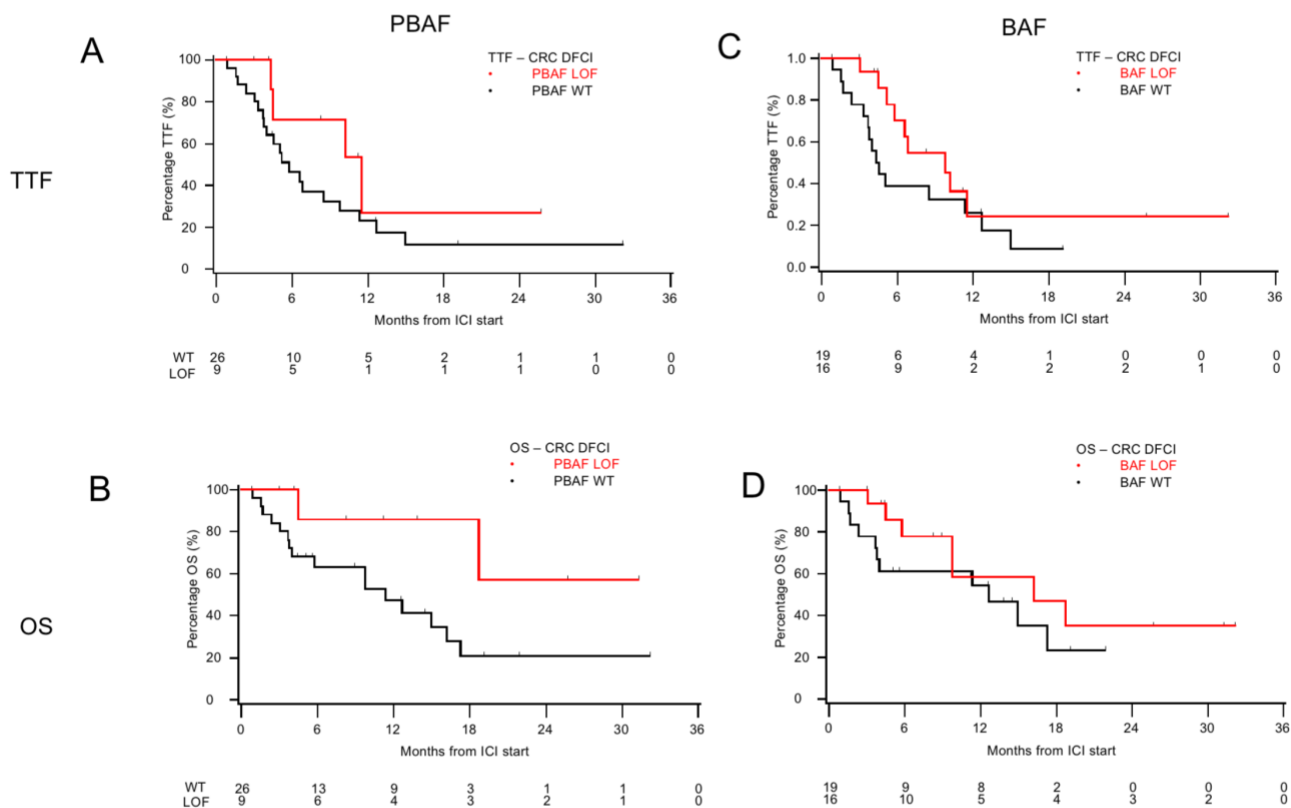 PBAF
BAF
TTF
A
TTF – CRC DFCI
PBAF LOF
PBAF WT
Percentage TTF (%)
100
80
60
40
20
0
0 6 12 18 24 30 36
Months from ICI start
WT 26 10 5 2 1 1 0
LOF 9 5 1 1 1 0 0
C
TTF – CRC DFCI
BAF LOF
BAF WT
Percentage TTF (%)
1.0
0.8
0.6
0.4
0.2
0.0
0 6 12 18 24 30 36
Months from ICI start
19 6 4 1 0 0 0
16 9 2 2 2 1 0
OS
B
OS – CRC DFCI
PBAF LOF
PBAF WT
Percentage OS (%)
100
80
60
40
20
0
0 6 12 18 24 30 36
Months from ICI start
WT 26 13 9 3 1 1 0
LOF 9 6 4 3 2 1 0
D
OS – CRC DFCI
BAF LOF
BAF WT
Percentage OS (%)
100
80
60
40
20
0
0 6 12 18 24 30 36
Months from ICI start
19 9 8 2 0 0 0
16 10 5 4 3 2 0